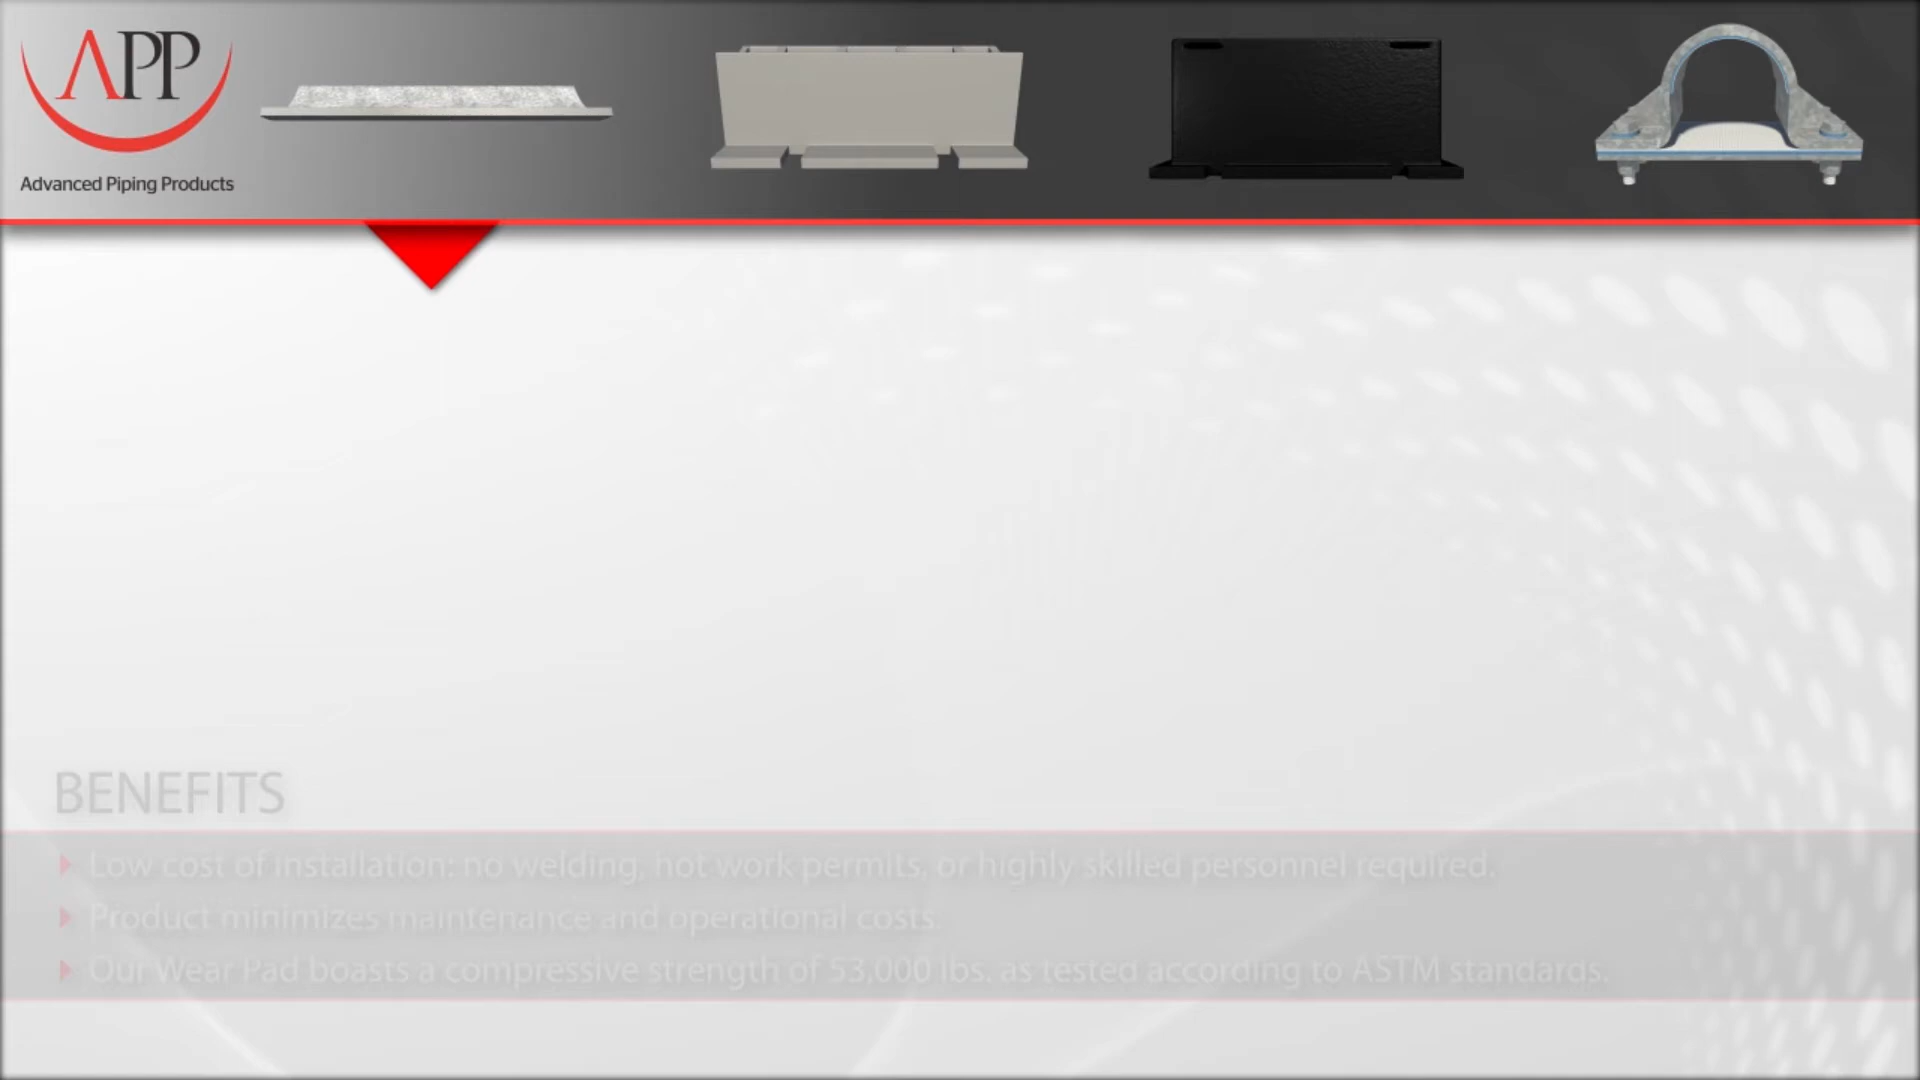 APP
Advanced Piping Products
BENEFITS
Low cost of installation: no welding, hot work permits, or highly skilled personnel required.
Product minimizes maintenance and operational costs.
Our Wear Pad boasts a compressive strength of 53,000 lbs. as tested according to ASTM standards.